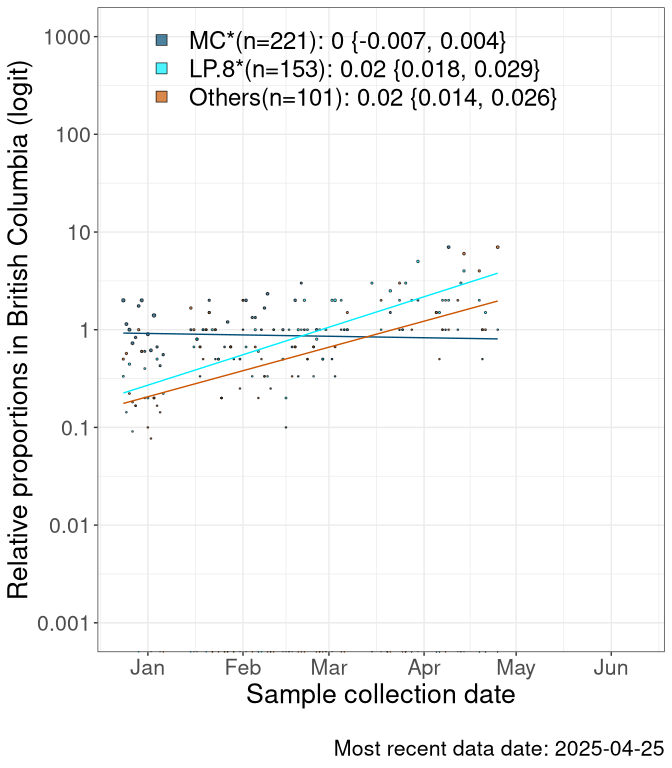 MC*(n=221): 0 {-0.007, 0.004}
LP.8*(n=153): 0.02 {0.018, 0.029}
Others(n=101): 0.02 {0.014, 0.026}
Relative proportions in British Columbia (logit)
1000
100
10
1
0.1
0.01
0.001
Jan Feb Mar Apr May Jun
Sample collection date
Most recent data date: 2025-04-25